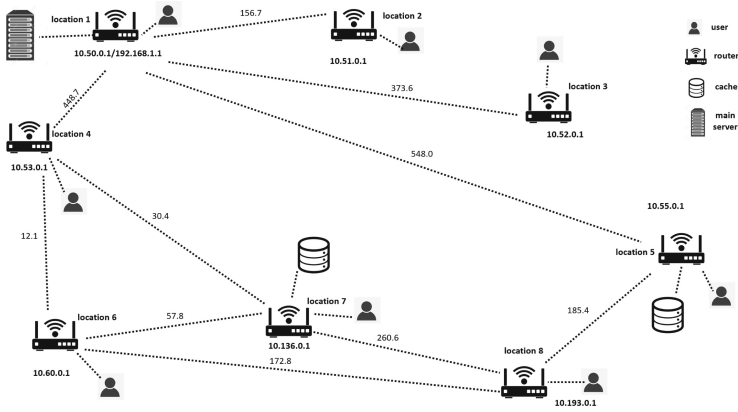 location 1
156.7
location 2
user
10.50.0.1/192.168.1.1
10.51.0.1
router
373.6
location 3
cache
448.7
location 4
10.52.0.1
main
server
548.0
10.53.0.1
10.55.0.1
30.4
12.1
location 5
location 6
57.8
location 7
185.4
10.136.0.1
260.6
location 8
172.8
10.60.0.1
10.193.0.1